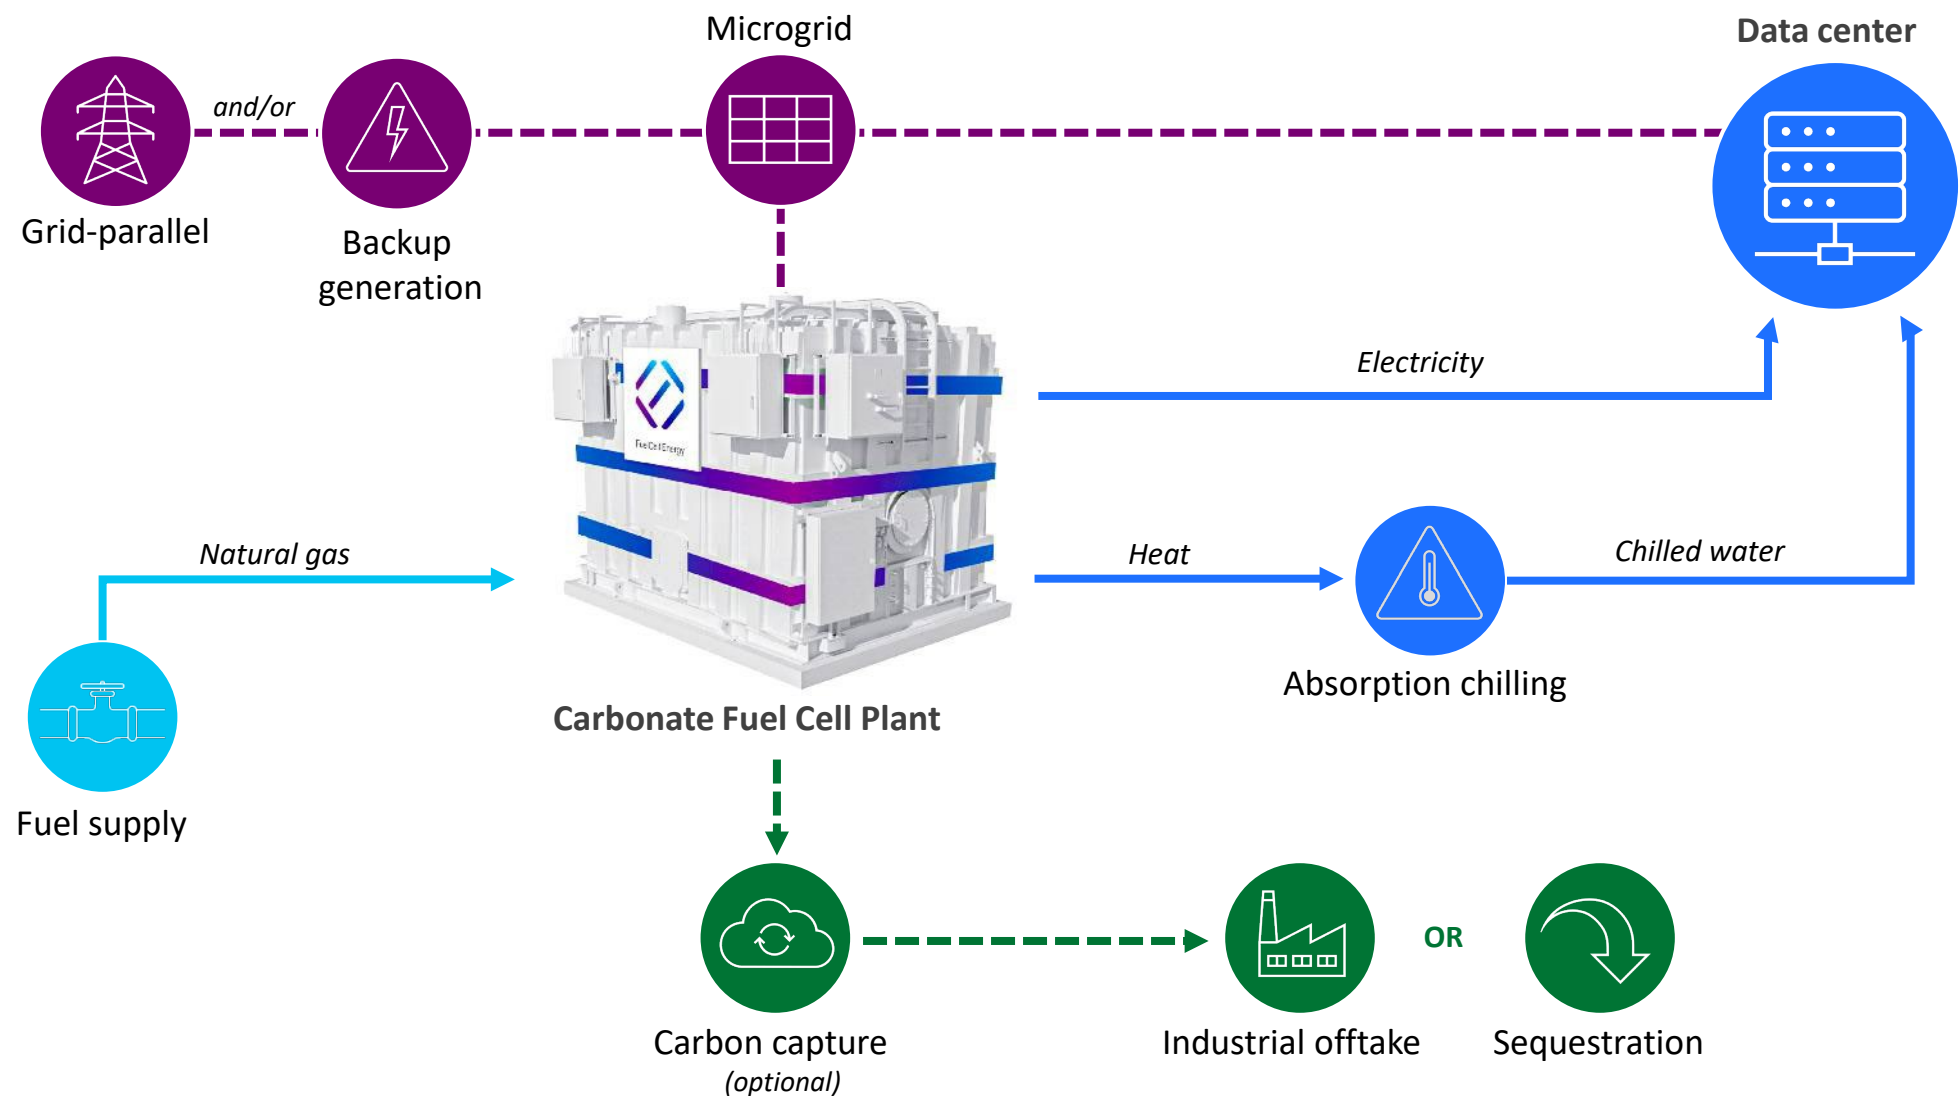 Microgrid
Data center
and/or
Grid-parallel
Backup
generation
Electricity
FuelCellEnergy
Natural gas
Heat
Chilled water
Absorption chilling
Carbonate Fuel Cell Plant
Fuel supply
OR
Carbon capture
(optional)
Industrial offtake
Sequestration